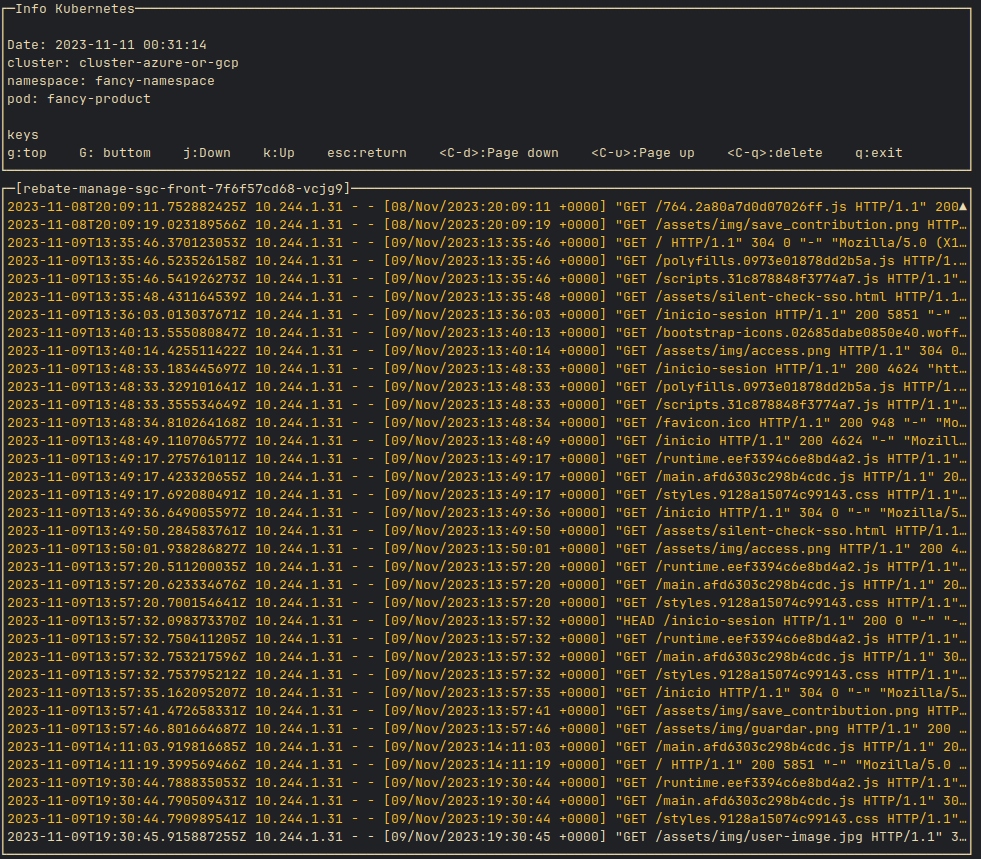 Info Kubernetes
Date: 2023-11-11 00:31:14
cluster: cluster-azure-or-gcp
namespace: fancy-namespace
pod: fancy-product
keys
g:top    G: buttom    j:Down    k:Up    esc:return    <C-d>:Page down    <C-u>:Page up    <C-q>:delete    q:exit
[rebate-manage-sgc-front-7f6f57cd68-vcjg9]
2023-11-08T20:09:11.752882425Z 10.244.1.31 - - [08/Nov/2023:20:09:11 +0000] "GET /764.2a80a7d0d07026ff.js HTTP/1.1" 200▲
2023-11-08T20:09:19.023189566Z 10.244.1.31 - - [08/Nov/2023:20:09:19 +0000] "GET /assets/img/save_contribution.png HTTP…
2023-11-09T13:35:46.370123053Z 10.244.1.31 - - [09/Nov/2023:13:35:46 +0000] "GET / HTTP/1.1" 304 0 "-" "Mozilla/5.0 (X1…
2023-11-09T13:35:46.523526158Z 10.244.1.31 - - [09/Nov/2023:13:35:46 +0000] "GET /polyfills.0973e01878dd2b5a.js HTTP/1.…
2023-11-09T13:35:46.541926273Z 10.244.1.31 - - [09/Nov/2023:13:35:46 +0000] "GET /scripts.31c878848f3774a7.js HTTP/1.1"…
2023-11-09T13:35:48.431164539Z 10.244.1.31 - - [09/Nov/2023:13:35:48 +0000] "GET /assets/silent-check-sso.html HTTP/1.1…
2023-11-09T13:36:03.013037671Z 10.244.1.31 - - [09/Nov/2023:13:36:03 +0000] "GET /inicio-sesion HTTP/1.1" 200 5851 "-" …
2023-11-09T13:40:13.555080847Z 10.244.1.31 - - [09/Nov/2023:13:40:13 +0000] "GET /bootstrap-icons.02685dabe0850e40.woff…
2023-11-09T13:40:14.425511422Z 10.244.1.31 - - [09/Nov/2023:13:40:14 +0000] "GET /assets/img/access.png HTTP/1.1" 304 0…
2023-11-09T13:48:33.183445697Z 10.244.1.31 - - [09/Nov/2023:13:48:33 +0000] "GET /inicio-sesion HTTP/1.1" 200 4624 "htt…
2023-11-09T13:48:33.329101641Z 10.244.1.31 - - [09/Nov/2023:13:48:33 +0000] "GET /polyfills.0973e01878dd2b5a.js HTTP/1.…
2023-11-09T13:48:33.355534649Z 10.244.1.31 - - [09/Nov/2023:13:48:33 +0000] "GET /scripts.31c878848f3774a7.js HTTP/1.1"…
2023-11-09T13:48:34.810264168Z 10.244.1.31 - - [09/Nov/2023:13:48:34 +0000] "GET /favicon.ico HTTP/1.1" 200 948 "-" "Mo…
2023-11-09T13:48:49.110706577Z 10.244.1.31 - - [09/Nov/2023:13:48:49 +0000] "GET /inicio HTTP/1.1" 200 4624 "-" "Mozill…
2023-11-09T13:49:17.275761011Z 10.244.1.31 - - [09/Nov/2023:13:49:17 +0000] "GET /runtime.eef3394c6e8bd4a2.js HTTP/1.1"…
2023-11-09T13:49:17.423320655Z 10.244.1.31 - - [09/Nov/2023:13:49:17 +0000] "GET /main.afd6303c298b4cdc.js HTTP/1.1" 20…
2023-11-09T13:49:17.692080491Z 10.244.1.31 - - [09/Nov/2023:13:49:17 +0000] "GET /styles.9128a15074c99143.css HTTP/1.1"…
2023-11-09T13:49:36.649005597Z 10.244.1.31 - - [09/Nov/2023:13:49:36 +0000] "GET /inicio HTTP/1.1" 304 0 "-" "Mozilla/5…
2023-11-09T13:49:50.284583761Z 10.244.1.31 - - [09/Nov/2023:13:49:50 +0000] "GET /assets/silent-check-sso.html HTTP/1.1…
2023-11-09T13:50:01.938286827Z 10.244.1.31 - - [09/Nov/2023:13:50:01 +0000] "GET /assets/img/access.png HTTP/1.1" 200 4…
2023-11-09T13:57:20.511200035Z 10.244.1.31 - - [09/Nov/2023:13:57:20 +0000] "GET /runtime.eef3394c6e8bd4a2.js HTTP/1.1"…
2023-11-09T13:57:20.623334676Z 10.244.1.31 - - [09/Nov/2023:13:57:20 +0000] "GET /main.afd6303c298b4cdc.js HTTP/1.1" 20…
2023-11-09T13:57:20.700154641Z 10.244.1.31 - - [09/Nov/2023:13:57:20 +0000] "GET /styles.9128a15074c99143.css HTTP/1.1"…
2023-11-09T13:57:32.098373370Z 10.244.1.31 - - [09/Nov/2023:13:57:32 +0000] "HEAD /inicio-sesion HTTP/1.1" 200 0 "-" "-…
2023-11-09T13:57:32.750411205Z 10.244.1.31 - - [09/Nov/2023:13:57:32 +0000] "GET /runtime.eef3394c6e8bd4a2.js HTTP/1.1"…
2023-11-09T13:57:32.753217596Z 10.244.1.31 - - [09/Nov/2023:13:57:32 +0000] "GET /main.afd6303c298b4cdc.js HTTP/1.1" 30…
2023-11-09T13:57:32.753795212Z 10.244.1.31 - - [09/Nov/2023:13:57:32 +0000] "GET /styles.9128a15074c99143.css HTTP/1.1"…
2023-11-09T13:57:35.162095207Z 10.244.1.31 - - [09/Nov/2023:13:57:35 +0000] "GET /inicio HTTP/1.1" 304 0 "-" "Mozilla/5…
2023-11-09T13:57:41.472658331Z 10.244.1.31 - - [09/Nov/2023:13:57:41 +0000] "GET /assets/img/save_contribution.png HTTP…
2023-11-09T13:57:46.801664687Z 10.244.1.31 - - [09/Nov/2023:13:57:46 +0000] "GET /assets/img/guardar.png HTTP/1.1" 200 …
2023-11-09T14:11:03.919816685Z 10.244.1.31 - - [09/Nov/2023:14:11:03 +0000] "GET /main.afd6303c298b4cdc.js HTTP/1.1" 20…
2023-11-09T14:11:19.399569466Z 10.244.1.31 - - [09/Nov/2023:14:11:19 +0000] "GET / HTTP/1.1" 200 5851 "-" "Mozilla/5.0 …
2023-11-09T19:30:44.788835053Z 10.244.1.31 - - [09/Nov/2023:19:30:44 +0000] "GET /runtime.eef3394c6e8bd4a2.js HTTP/1.1"…
2023-11-09T19:30:44.790509431Z 10.244.1.31 - - [09/Nov/2023:19:30:44 +0000] "GET /main.afd6303c298b4cdc.js HTTP/1.1" 30…
2023-11-09T19:30:44.790989541Z 10.244.1.31 - - [09/Nov/2023:19:30:44 +0000] "GET /styles.9128a15074c99143.css HTTP/1.1"…
2023-11-09T19:30:45.915887255Z 10.244.1.31 - - [09/Nov/2023:19:30:45 +0000] "GET /assets/img/user-image.jpg HTTP/1.1" 3…